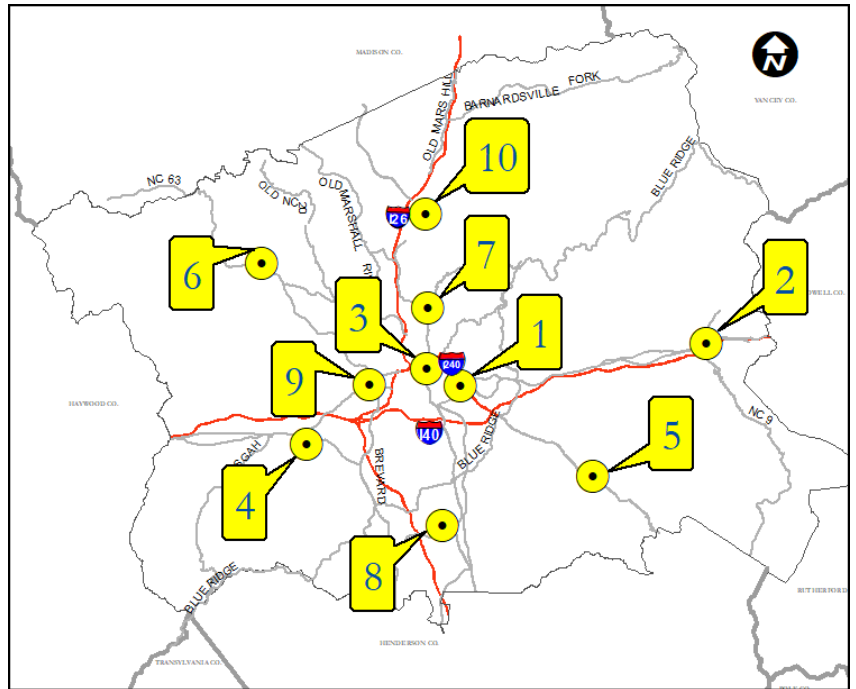 MADISON CO.
N
YANCEY CO.
BARNARDSVILLE FORK
OLD MARS HILL
BLUE RIDGE
NC 63
OLD NC 20
OLD MARSHALL
10
I26
6
7
2
3
1
240
9
HAYWOOD CO.
I40
BLUE RIDGE
NC 9
5
4
BREVARD
8
BLUE RIDGE
RUTHERFORD
HENDERSON CO.
TRANSYLVANIA CO.